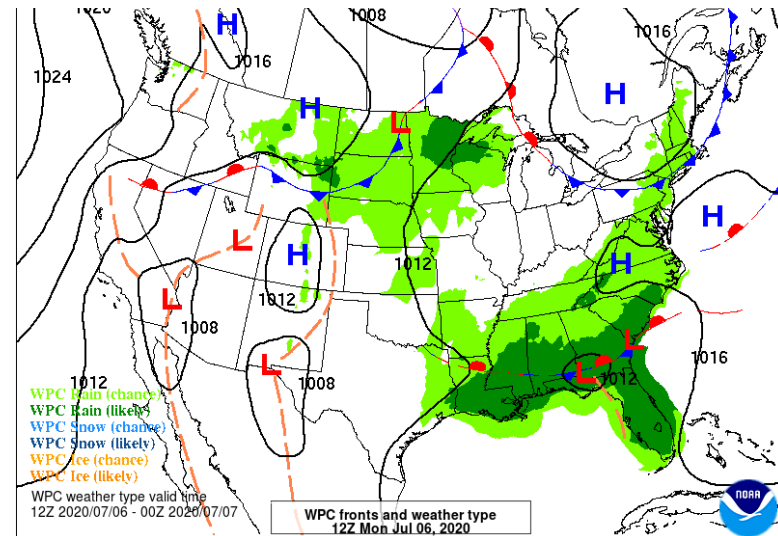 1020
1008
1016
1016
H
1024
H
H
L
H
L
H
1012
H
1012
L
1008
L
1016
L
1008
L
1012
1012
WPC Rain (chance)
WPC Rain (likely)
WPC Snow (chance)
WPC Snow (likely)
WPC Ice (chance)
WPC Ice (likely)
WPC weather type valid time
12Z 2020/07/06 - 00Z 2020/07/07
WPC fronts and weather type
12Z Mon Jul 06, 2020
NOAA